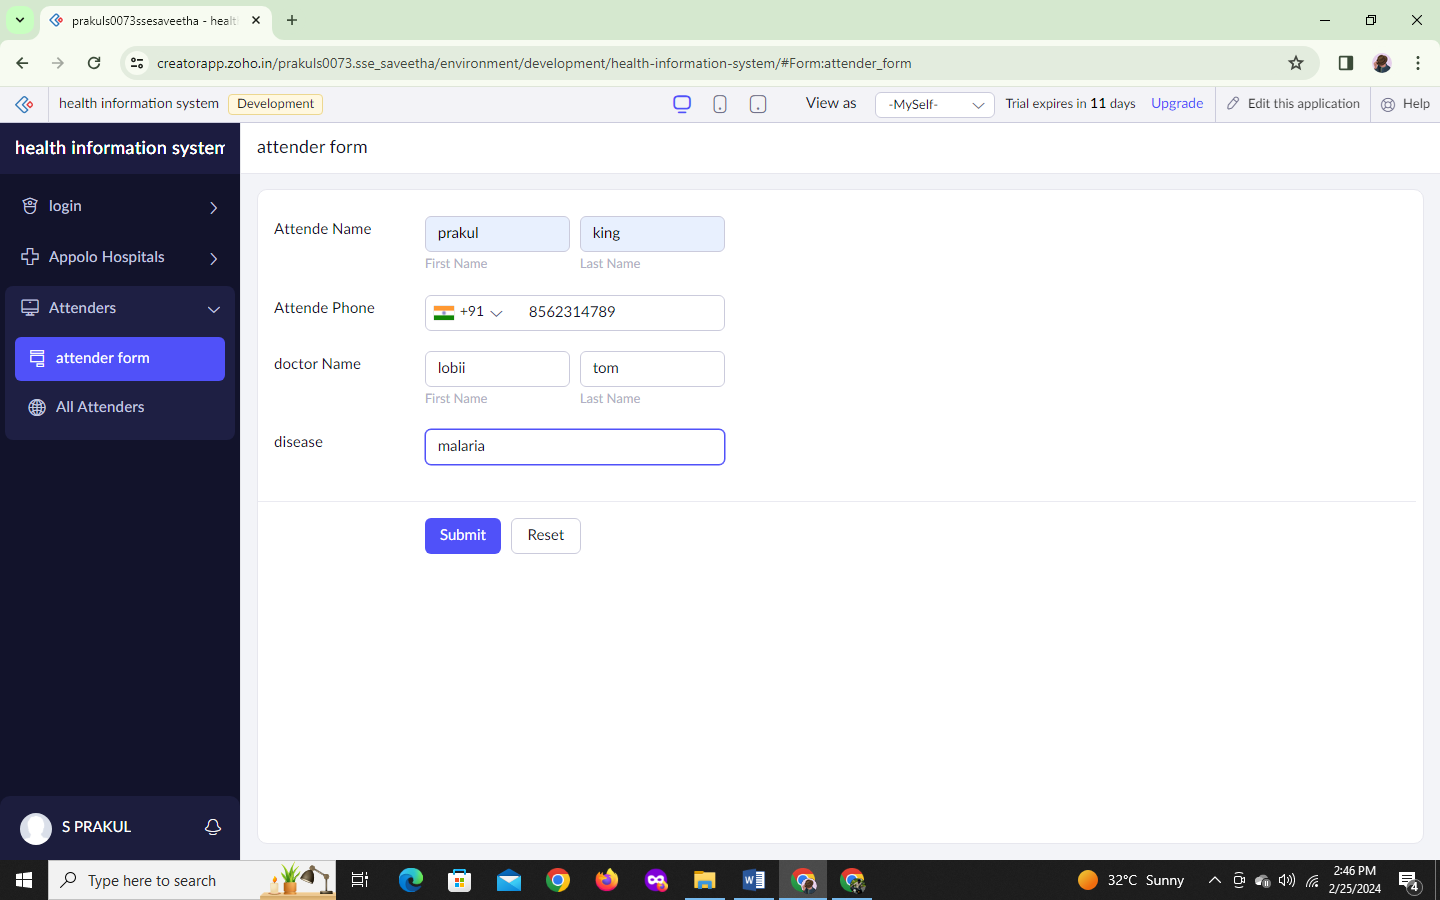 prakuls0073ssesaveetha - healt
creatorapp.zoho.in/prakuls0073.sse_saveetha/environment/development/health-information-system/#Form:attender_form
health information system Development View as -MySelf- Trial expires in 11 days Upgrade Edit this application Help
health information system
attender form
login
Appolo Hospitals
Attenders
attender form
All Attenders
Attende Name prakul king
First Name Last Name
Attende Phone +91 8562314789
doctor Name lobii tom
First Name Last Name
disease malaria
Submit Reset
S PRAKUL
Type here to search
32°C Sunny
2:46 PM
2/25/2024
4